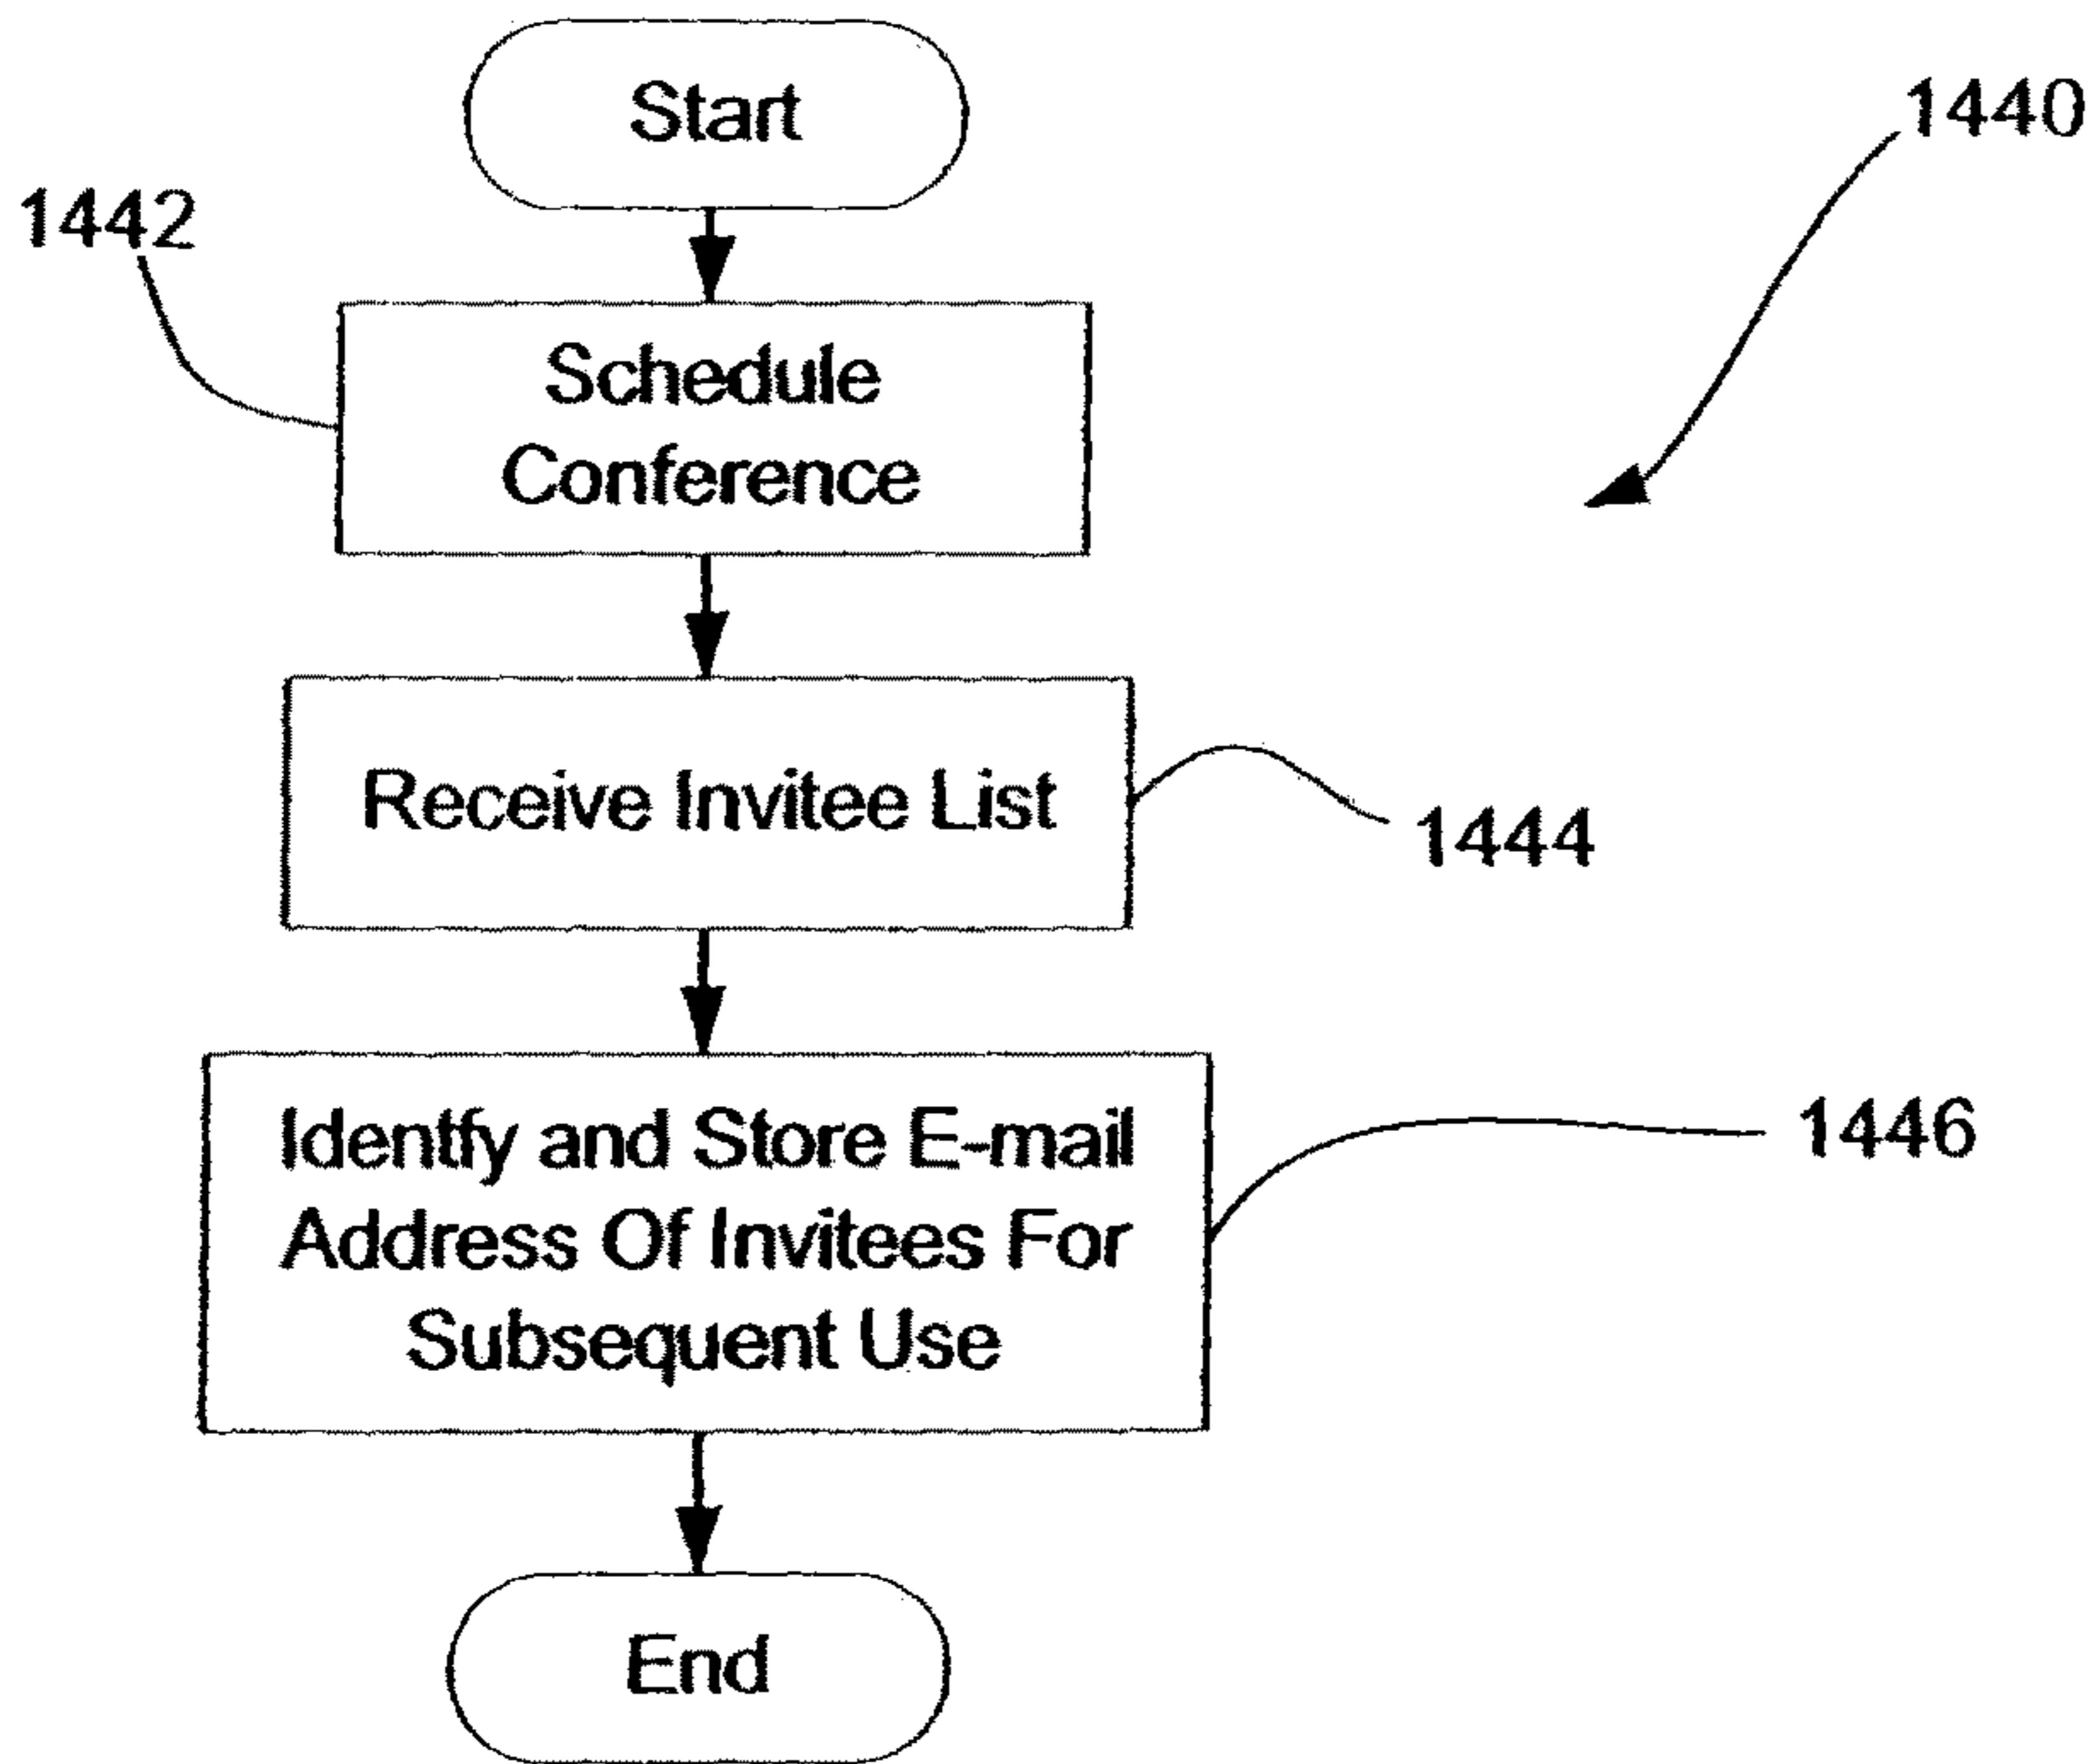 Start
1440
1442
Schedule
Conference
Receive Invitee List
1444
Identfy and Store E-mail
Address Of Invitees For
Subsequent Use
1446
End